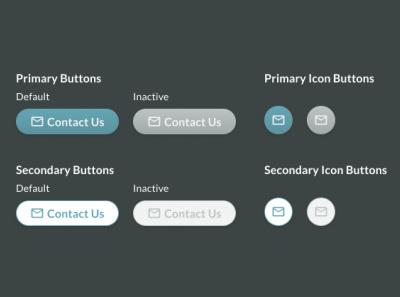 Primary Buttons
Default
Contact Us
Inactive
Contact Us
Primary Icon Buttons
Secondary Buttons
Default
Contact Us
Inactive
Contact Us
Secondary Icon Buttons